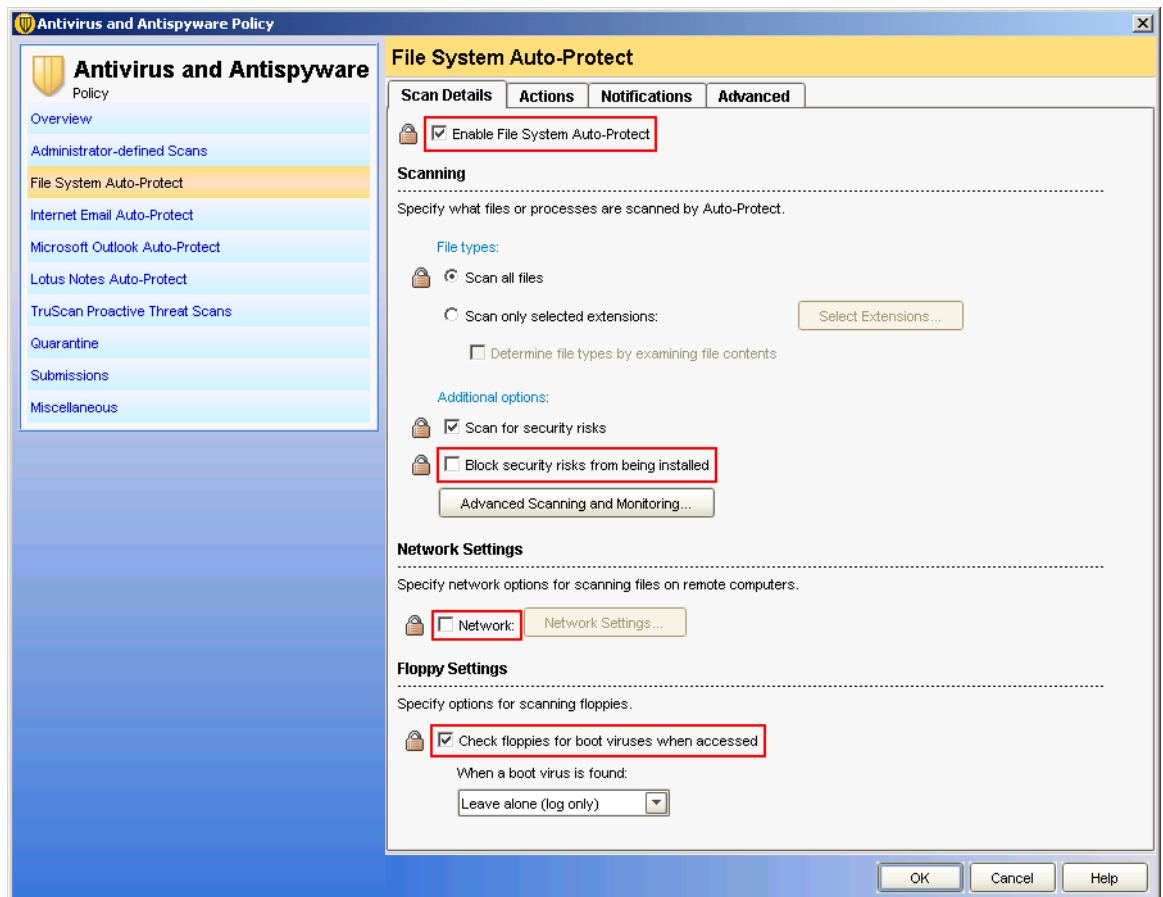 Antivirus and Antispyware Policy
Antivirus and Antispyware
Policy
Overview
Administrator-defined Scans
File System Auto-Protect
Internet Email Auto-Protect
Microsoft Outlook Auto-Protect
Lotus Notes Auto-Protect
TruScan Proactive Threat Scans
Quarantine
Submissions
Miscellaneous
File System Auto-Protect
Scan Details Actions Notifications Advanced
Enable File System Auto-Protect
Scanning
Specify what files or processes are scanned by Auto-Protect.
File types:
Scan all files
Scan only selected extensions: Select Extensions...
Determine file types by examining file contents
Additional options:
Scan for security risks
Block security risks from being installed
Advanced Scanning and Monitoring...
Network Settings
Specify network options for scanning files on remote computers.
Network: Network Settings...
Floppy Settings
Specify options for scanning floppies.
Check floppies for boot viruses when accessed
When a boot virus is found:
Leave alone (log only)
OK Cancel Help